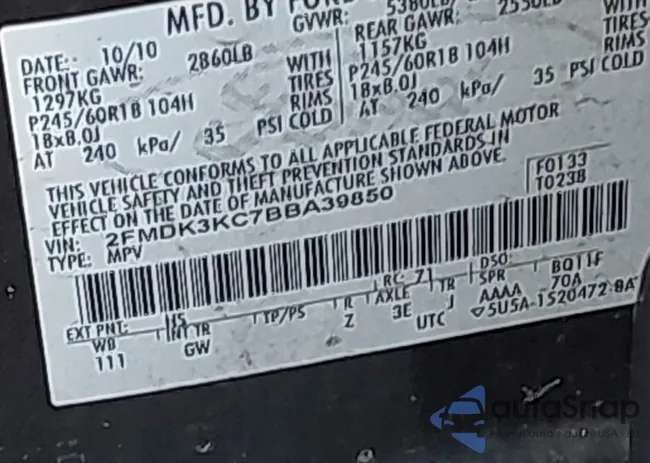 MFD. BY FORD
GVWR: 5380LB/ 2550LB
DATE: 10/10
FRONT GAWR: 2860LB
1297KG WITH
P245/60R18 104H TIRES
18x8.0J RIMS
AT 240 kPa/ 35 PSI COLD
REAR GAWR:
1157KG WITH
P245/60R18 104H TIRES
18x8.0J RIMS
AT 240 kPa/ 35 PSI COLD
THIS VEHICLE CONFORMS TO ALL APPLICABLE FEDERAL MOTOR
VEHICLE SAFETY AND THEFT PREVENTION STANDARDS IN
EFFECT ON THE DATE OF MANUFACTURE SHOWN ABOVE.
VIN: 2FMDK3KC7BBA39850
TYPE: MPV
F0133
T0238
EXT PNT: H5 RC: 71 DSO: BQ11F
W8 INT TR TP/PS R AXLE TR SPR 70A
111 GW Z 3E J AAAA
UTC 5U5A-1520472-BA
autoSnap